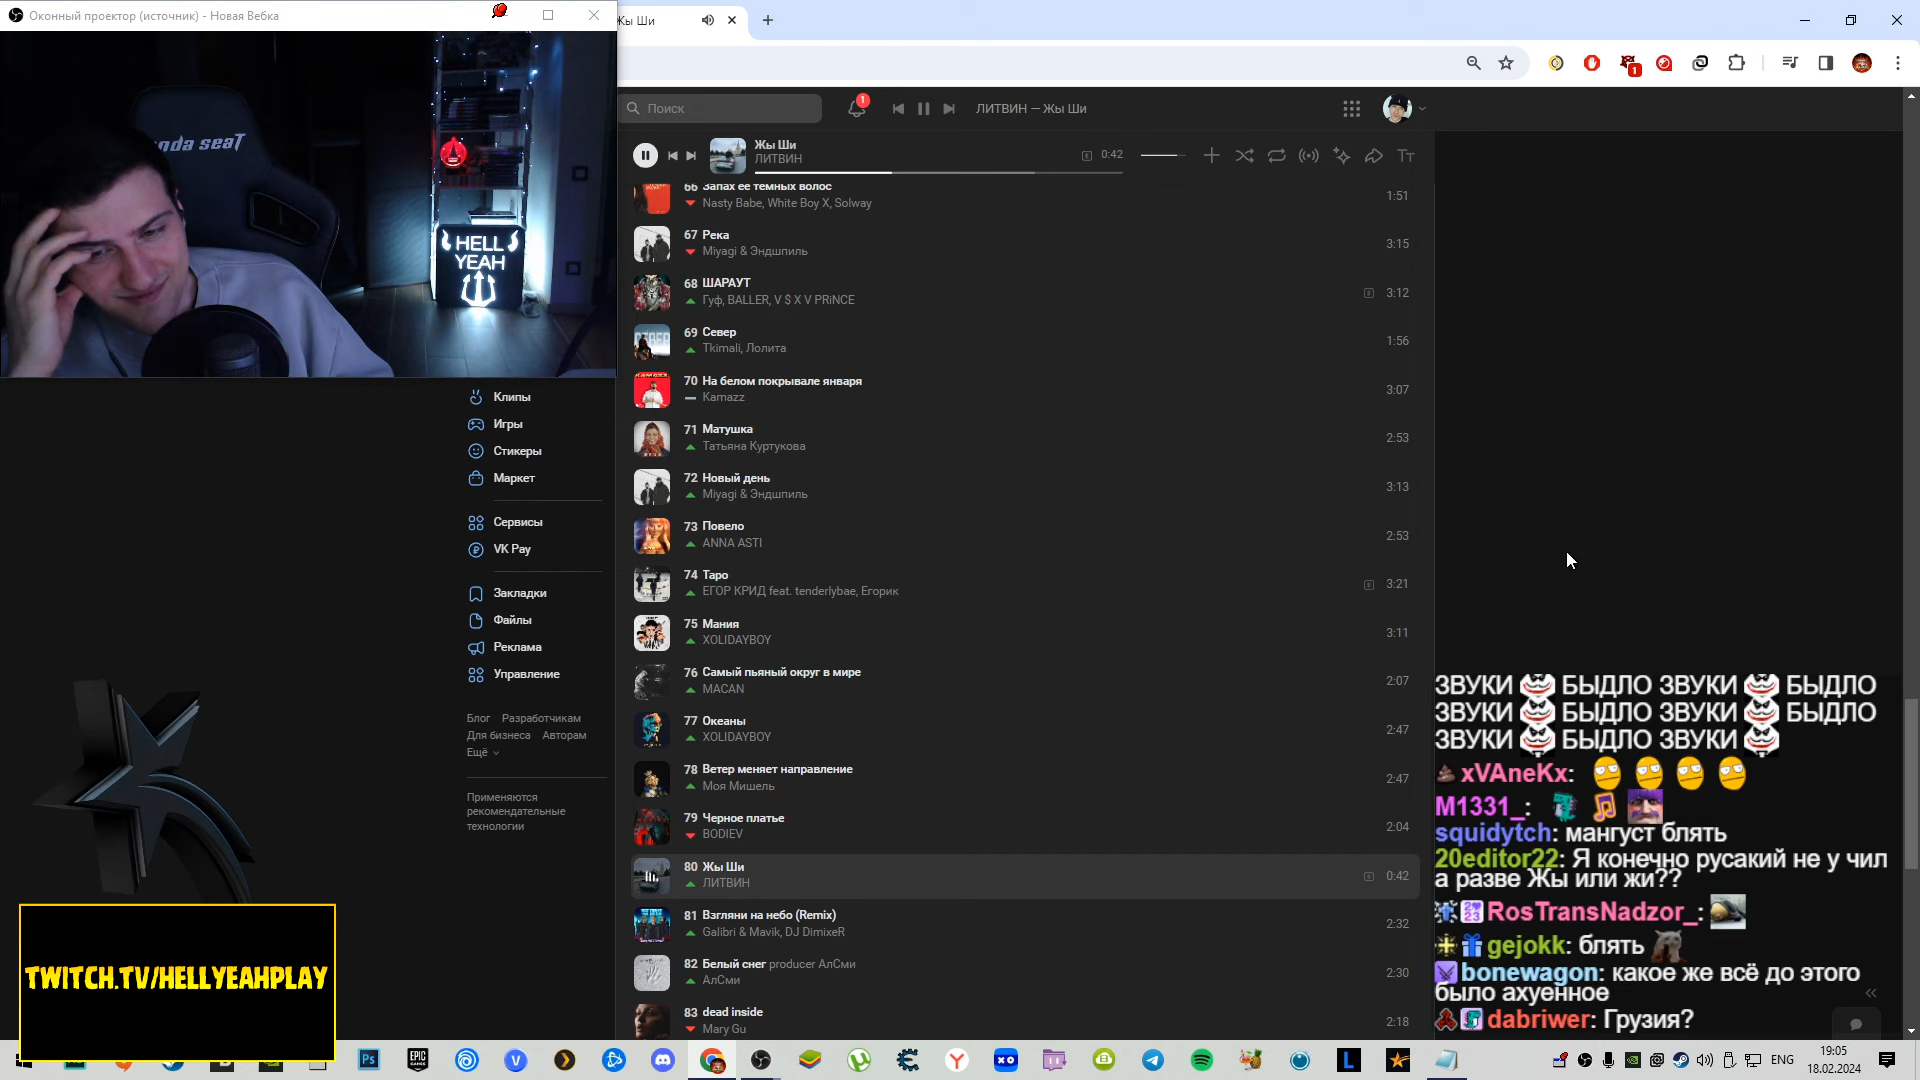 Оконный проектор (источник) - Новая Вебка
Жы Ши
nda seaT
HELL
YEAH
1
Поиск
1
ЛИТВИН — Жы Ши
Жы Ши
ЛИТВИН
E 0:42
66 Запах её тёмных волос
Nasty Babe, White Boy X, Solway
1:51
67 Река
Miyagi & Эндшпиль
3:15
68 ШАРАУТ
Гуф, BALLER, V $ X V PRiNCE
E 3:12
69 Север
Tkimali, Лолита
1:56
70 На белом покрывале января
Kamazz
3:07
71 Матушка
Татьяна Куртукова
2:53
72 Новый день
Miyagi & Эндшпиль
3:13
73 Повело
ANNA ASTI
2:53
74 Таро
ЕГОР КРИД feat. tenderlybae, Егорик
E 3:21
75 Мания
XOLIDAYBOY
3:11
76 Самый пьяный округ в мире
MACAN
2:07
77 Океаны
XOLIDAYBOY
2:47
78 Ветер меняет направление
Моя Мишель
2:47
79 Черное платье
BODIEV
2:04
80 Жы Ши
ЛИТВИН
E 0:42
81 Взгляни на небо (Remix)
Galibri & Mavik, DJ DimixeR
2:32
82 Белый снег producer АлСми
АлСми
2:30
83 dead inside
Mary Gu
2:18
Клипы
Игры
Стикеры
Маркет
Сервисы
VK Pay
Закладки
Файлы
Реклама
Управление
Блог Разработчикам
Для бизнеса Авторам
Ещё
Применяются
рекомендательные
технологии
TWITCH.TV/HELLYEAHPLAY
ЗВУКИ БЫДЛО ЗВУКИ БЫДЛО
ЗВУКИ БЫДЛО ЗВУКИ БЫДЛО
ЗВУКИ БЫДЛО ЗВУКИ
xVAneKx:
M1331_:
squidytch: мангуст блять
20editor22: Я конечно русакий не у чил
а разве Жы или жи??
RosTransNadzor_:
gejokk: блять
bonewagon: какое же всё до этого
было ахуенное
dabriwer: Грузия?
Ps
EPIC
GAMES
V
XO
L
ENG
19:05
18.02.2024